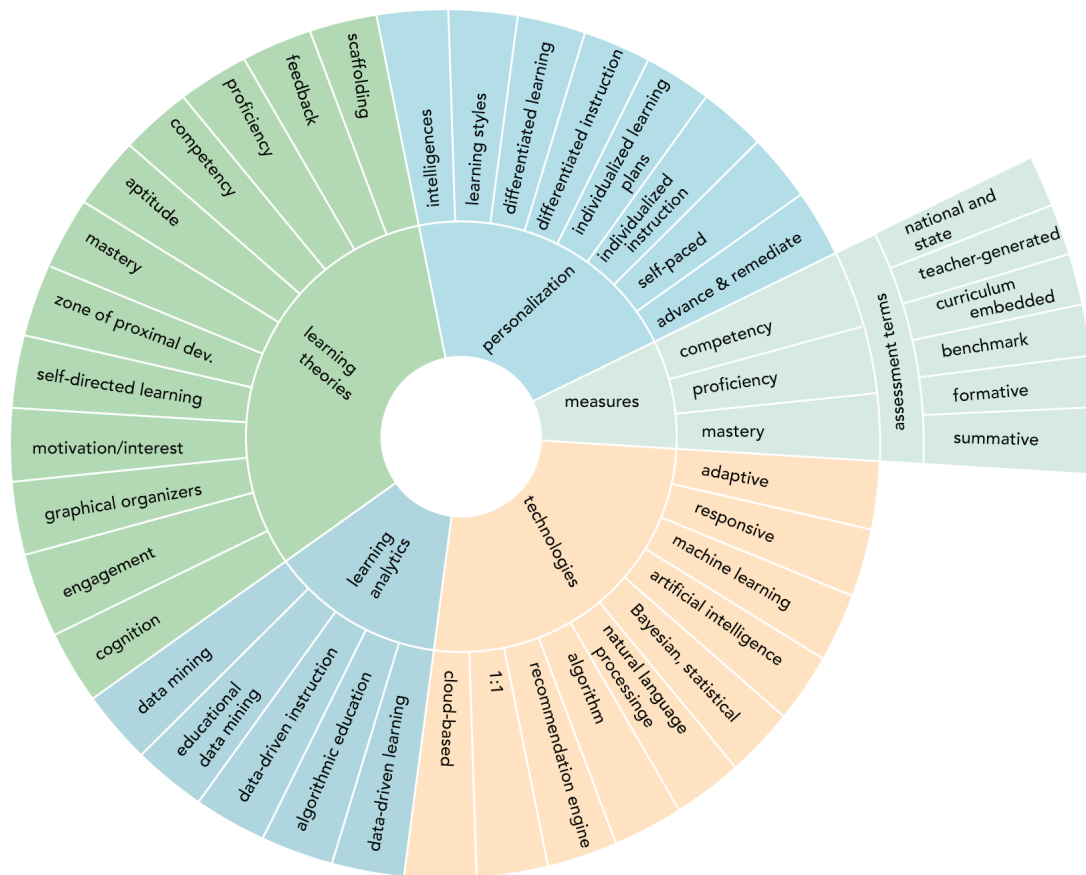 learning
theories
scaffolding
feedback
proficiency
competency
aptitude
mastery
zone of proximal dev.
self-directed learning
motivation/interest
graphical organizers
engagement
cognition
personalization
intelligences
learning styles
differentiated learning
differentiated instruction
individualized learning
plans
individualized
instruction
self-paced
advance & remediate
measures
competency
proficiency
mastery
assessment terms
national and
state
teacher-generated
curriculum
embedded
benchmark
formative
summative
technologies
adaptive
responsive
machine learning
artificial intelligence
Bayesian, statistical
natural language
processinge
algorithm
recommendation engine
1:1
cloud-based
learning
analytics
data-driven learning
algorithmic education
data-driven instruction
educational
data mining
data mining